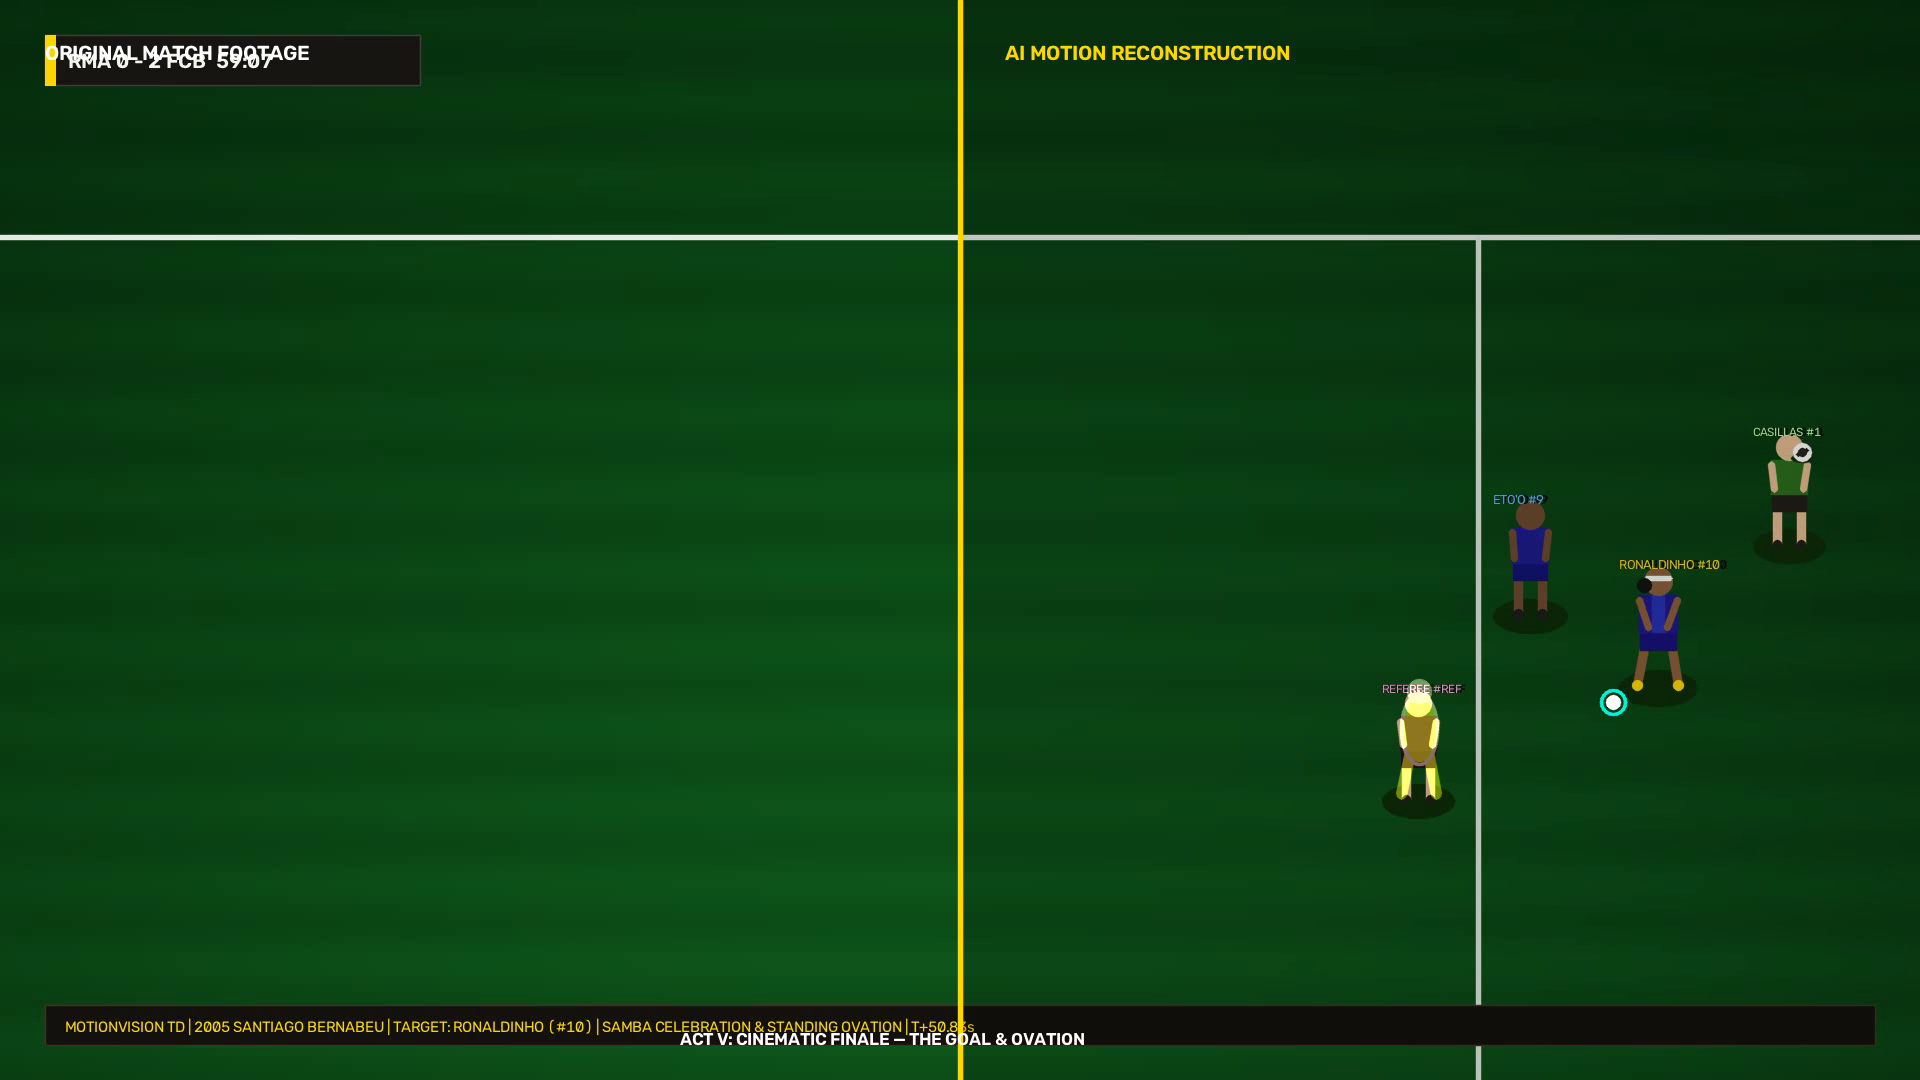 ORIGINAL MATCH FOOTAGE
RMA 0 - 2 FCB 59:07
AI MOTION RECONSTRUCTION
CASILLAS #1
ETO'O #9
RONALDINHO #10
REFEREE #REF
MOTIONVISION TD | 2005 SANTIAGO BERNABEU | TARGET: RONALDINHO (#10) | SAMBA CELEBRATION & STANDING OVATION |
ACT V: CINEMATIC FINALE — THE GOAL & OVATION